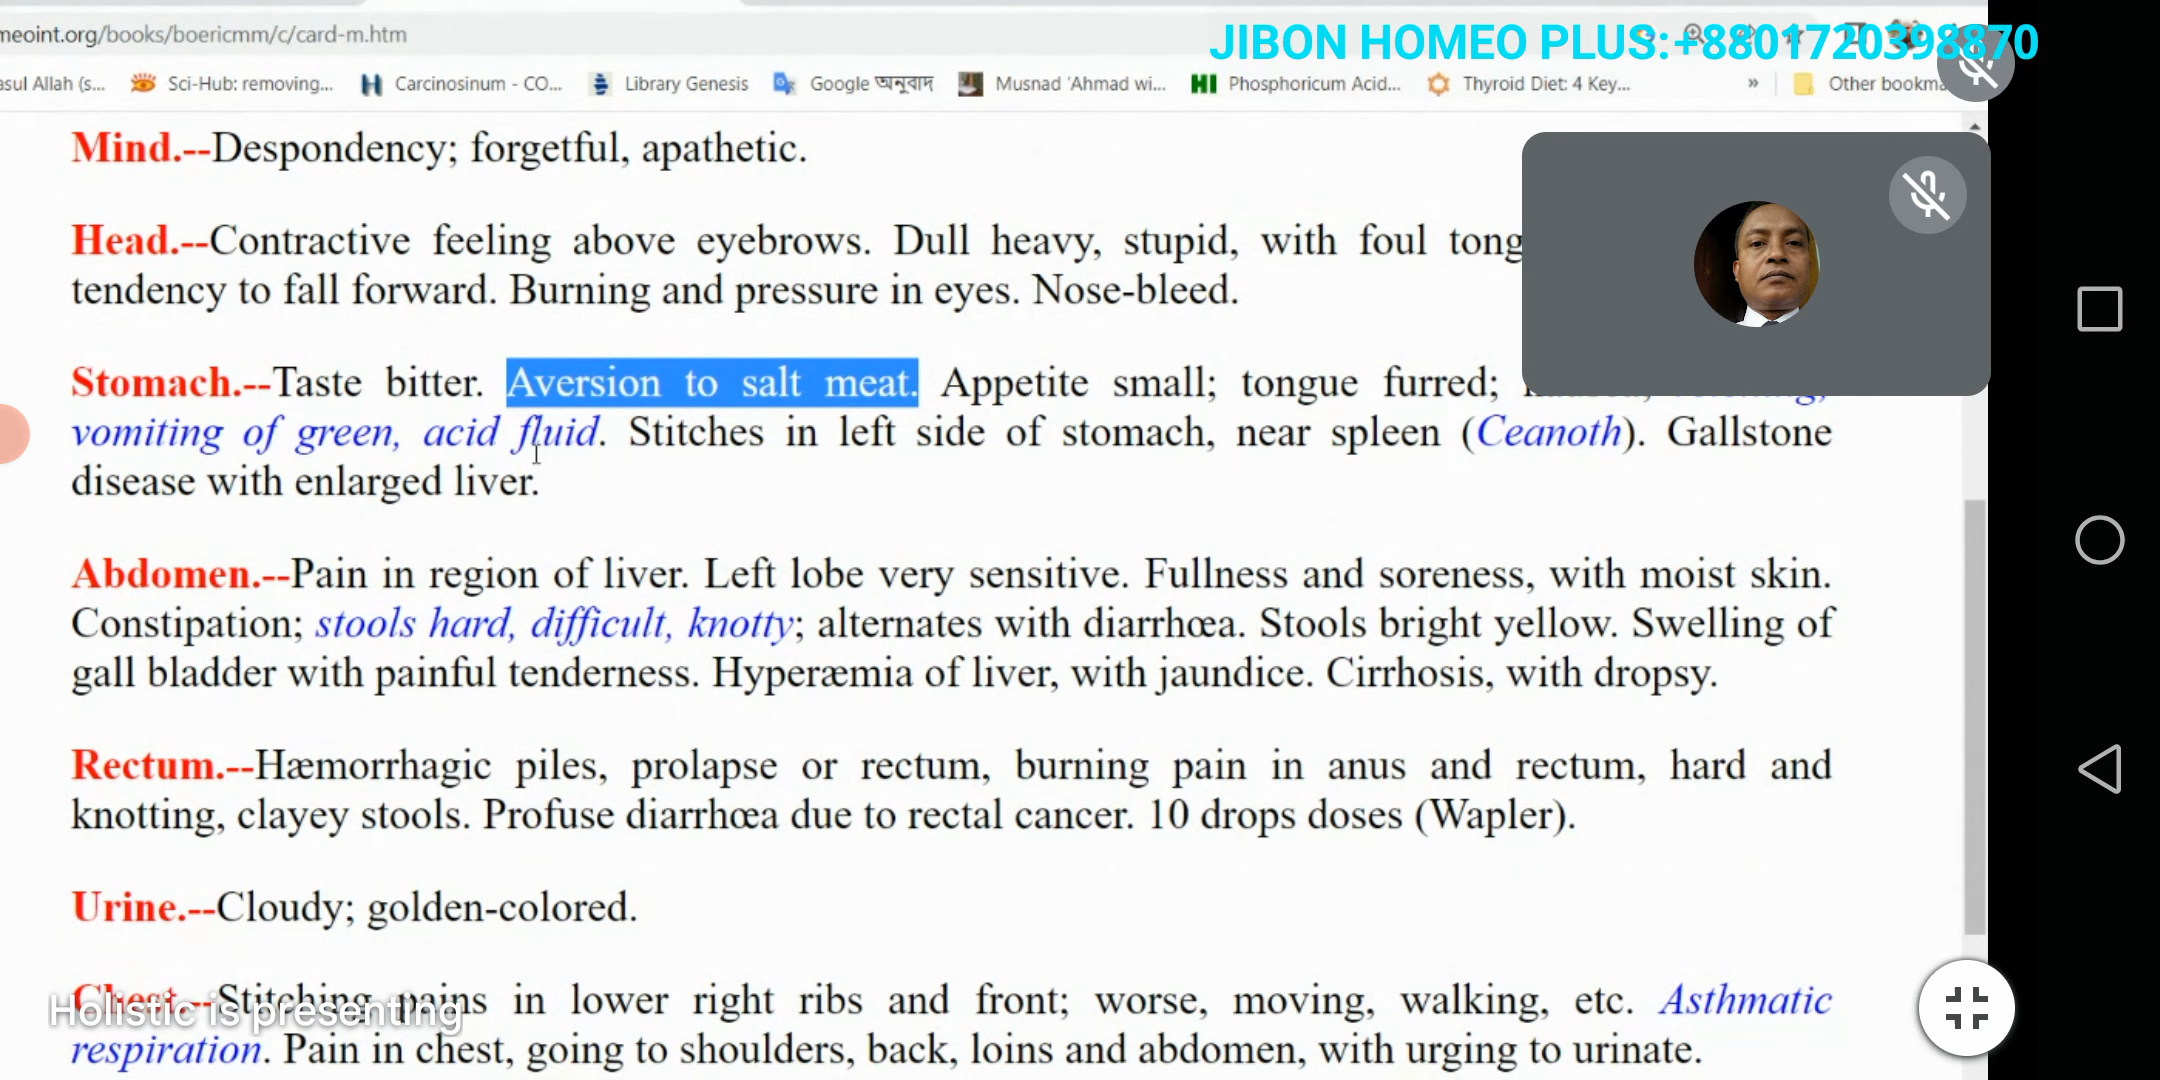 meoint.org/books/boericmm/c/card-m.htm
JIBON HOMEO PLUS:+8801720398870
asul Allah (s... Sci-Hub: removing... Carcinosinum - CO... Library Genesis Google অনুবাদ Musnad 'Ahmad wi... Phosphoricum Acid... Thyroid Diet: 4 Key... » Other bookma
Mind.--Despondency; forgetful, apathetic.
Head.--Contractive feeling above eyebrows. Dull heavy, stupid, with foul tong
tendency to fall forward. Burning and pressure in eyes. Nose-bleed.
Stomach.--Taste bitter. Aversion to salt meat. Appetite small; tongue furred;
vomiting of green, acid fluid. Stitches in left side of stomach, near spleen (Ceanoth). Gallstone
disease with enlarged liver.
Abdomen.--Pain in region of liver. Left lobe very sensitive. Fullness and soreness, with moist skin.
Constipation; stools hard, difficult, knotty; alternates with diarrhœa. Stools bright yellow. Swelling of
gall bladder with painful tenderness. Hyperæmia of liver, with jaundice. Cirrhosis, with dropsy.
Rectum.--Hæmorrhagic piles, prolapse or rectum, burning pain in anus and rectum, hard and
knotting, clayey stools. Profuse diarrhœa due to rectal cancer. 10 drops doses (Wapler).
Urine.--Cloudy; golden-colored.
Chest.--Stitching pains in lower right ribs and front; worse, moving, walking, etc. Asthmatic
Holistic is presenting
respiration. Pain in chest, going to shoulders, back, loins and abdomen, with urging to urinate.